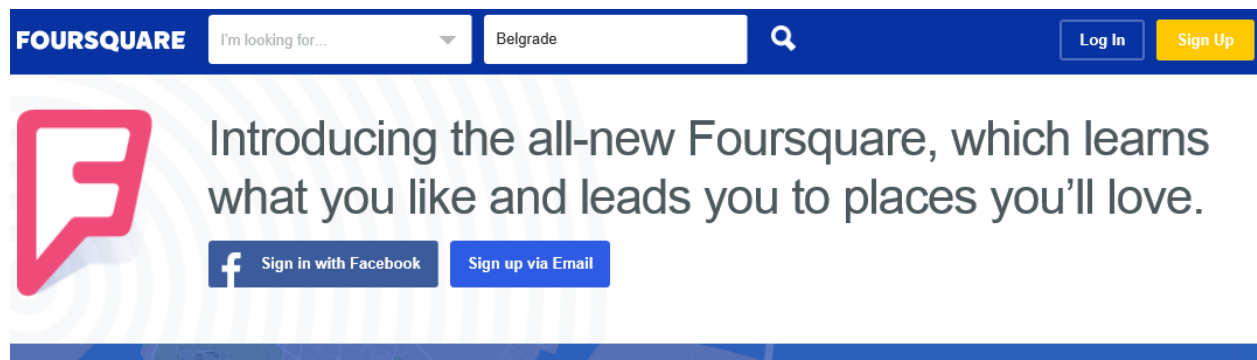 FOURSQUARE I'm looking for... Belgrade Log In Sign Up
Introducing the all-new Foursquare, which learns
what you like and leads you to places you'll love.
Sign in with Facebook Sign up via Email